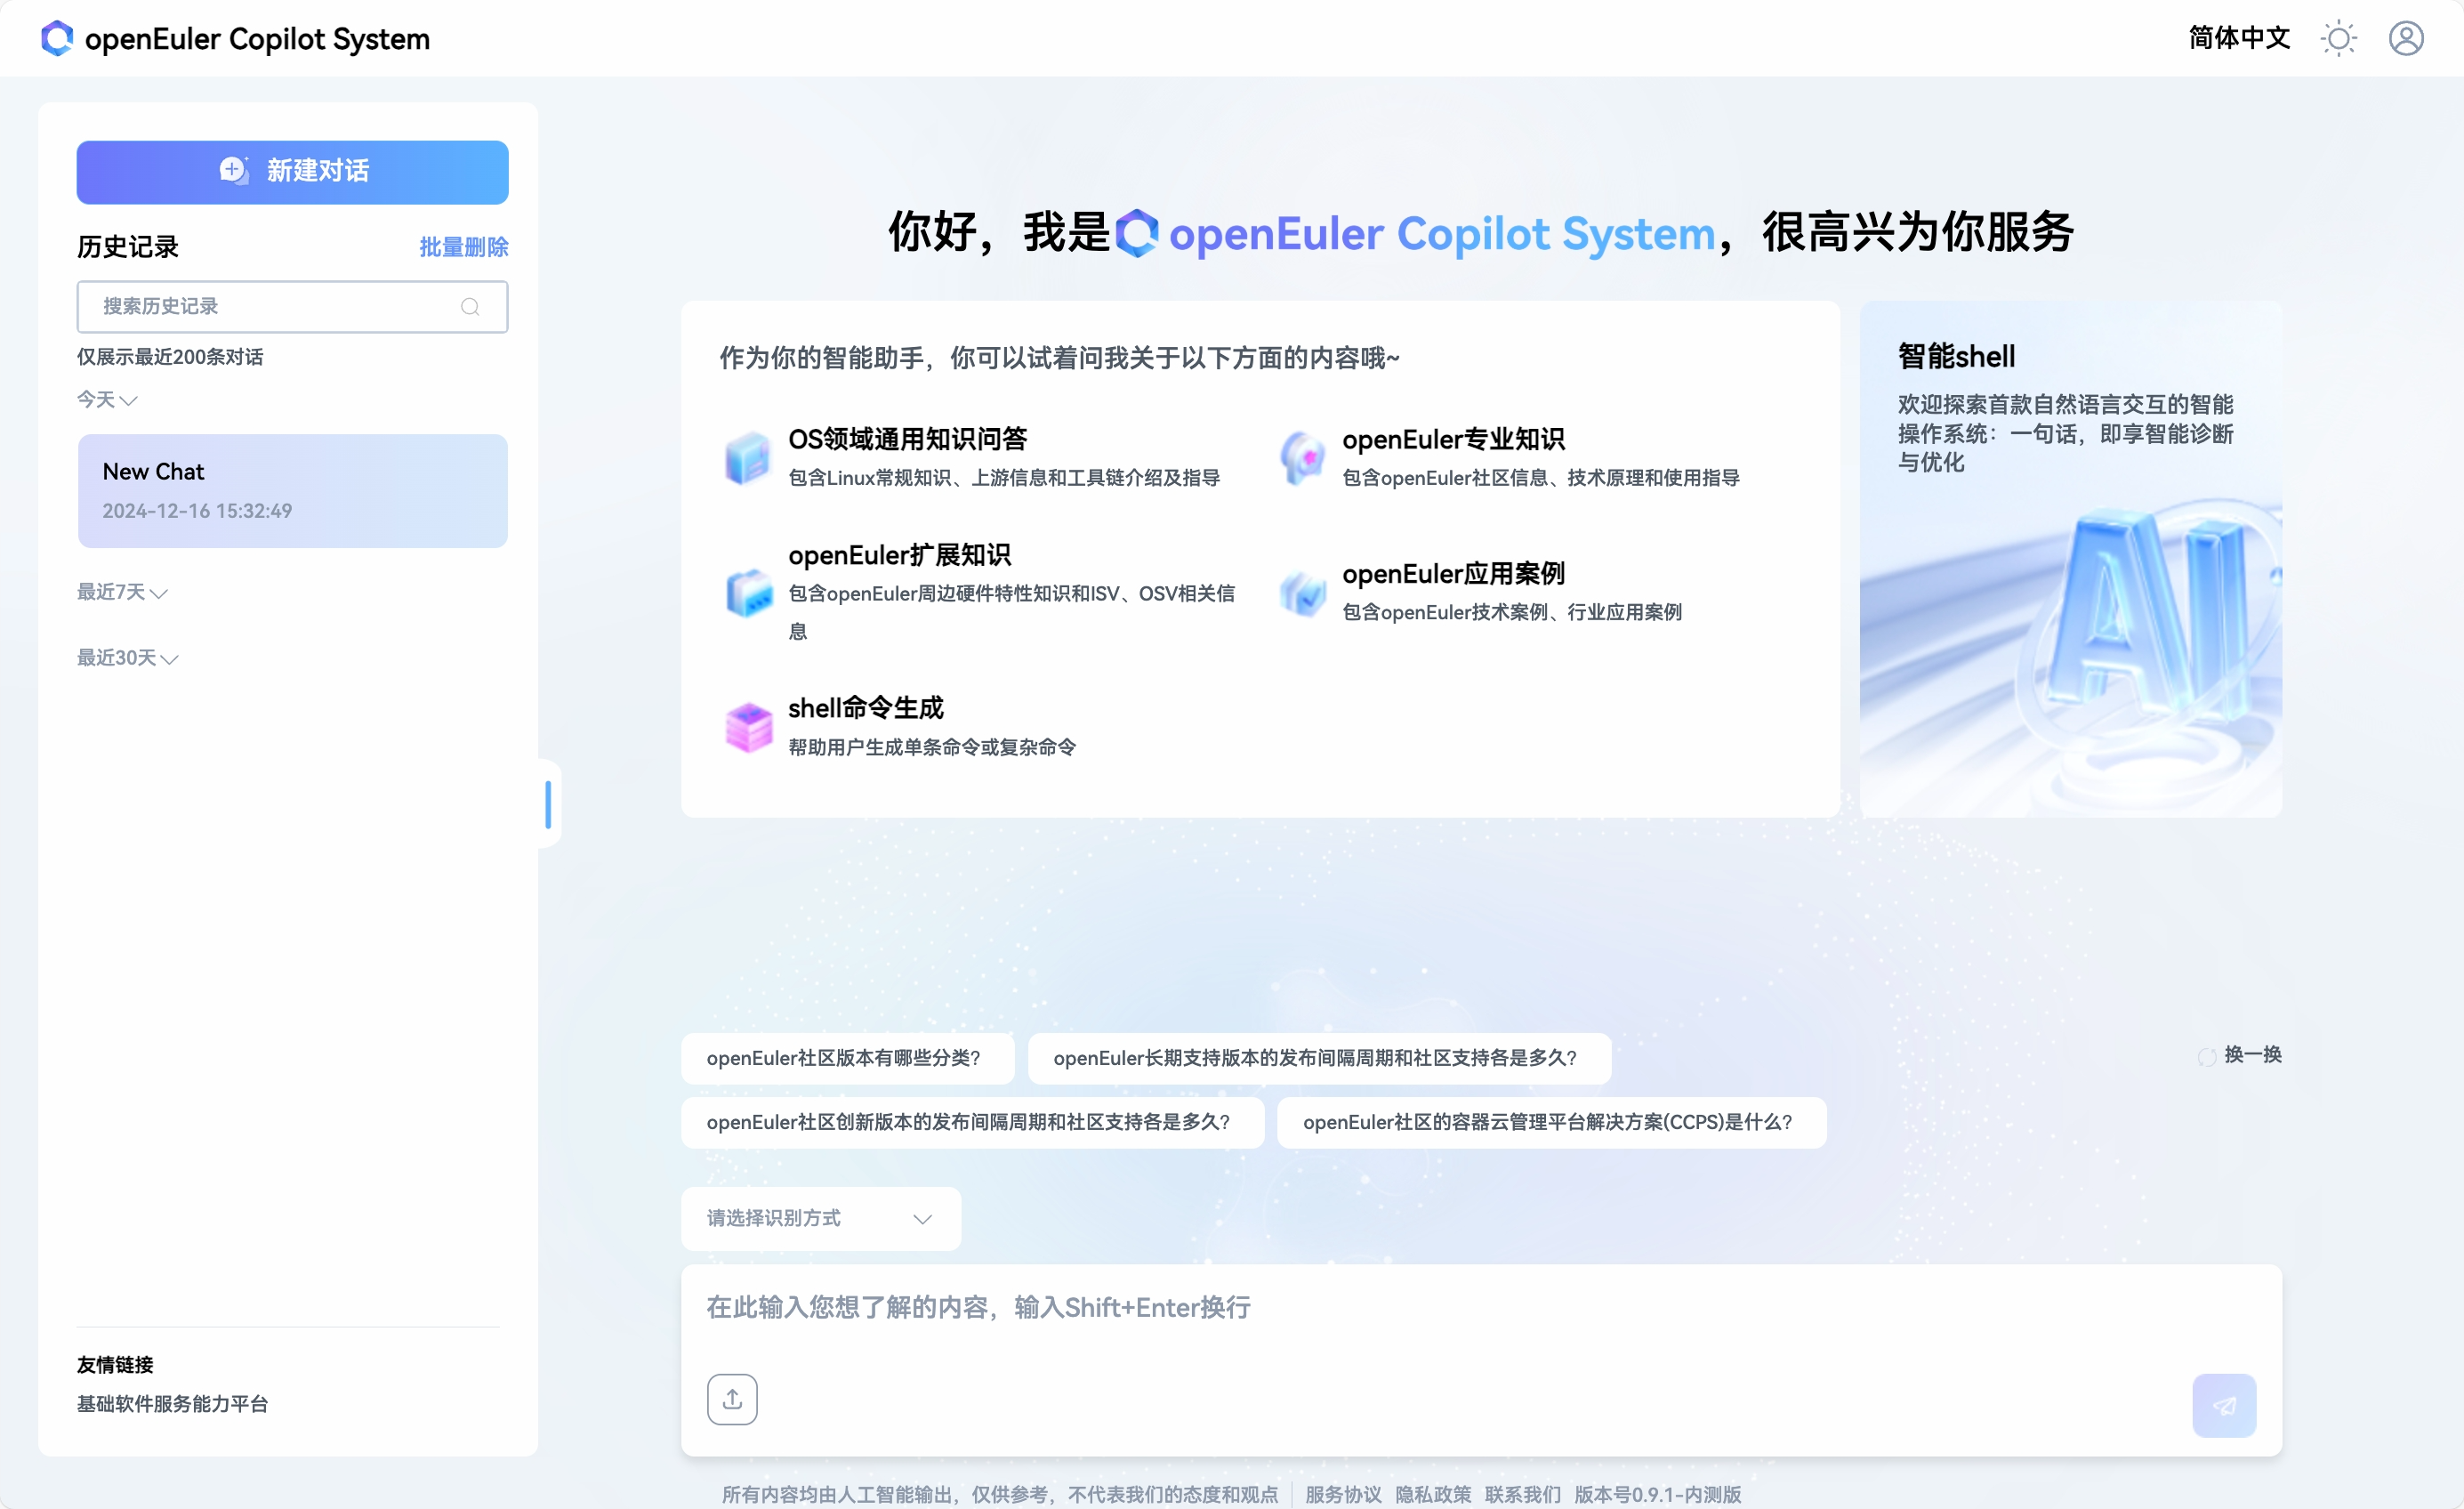 openEuler Copilot System
简体中文
新建对话
历史记录
批量删除
搜索历史记录
仅展示最近200条对话
今天
New Chat
2024-12-16 15:32:49
最近7天
最近30天
友情链接
基础软件服务能力平台
你好，我是 openEuler Copilot System，很高兴为你服务
作为你的智能助手，你可以试着问我关于以下方面的内容哦~
OS领域通用知识问答
包含Linux常规知识、上游信息和工具链介绍及指导
openEuler专业知识
包含openEuler社区信息、技术原理和使用指导
openEuler扩展知识
包含openEuler周边硬件特性知识和ISV、OSV相关信
息
openEuler应用案例
包含openEuler技术案例、行业应用案例
shell命令生成
帮助用户生成单条命令或复杂命令
智能shell
欢迎探索首款自然语言交互的智能
操作系统：一句话，即享智能诊断
与优化
AI
openEuler社区版本有哪些分类?
openEuler长期支持版本的发布间隔周期和社区支持各是多久?
换一换
openEuler社区创新版本的发布间隔周期和社区支持各是多久?
openEuler社区的容器云管理平台解决方案(CCPS)是什么?
请选择识别方式
在此输入您想了解的内容，输入Shift+Enter换行
所有内容均由人工智能输出，仅供参考，不代表我们的态度和观点 服务协议 隐私政策 联系我们 版本号0.9.1-内测版